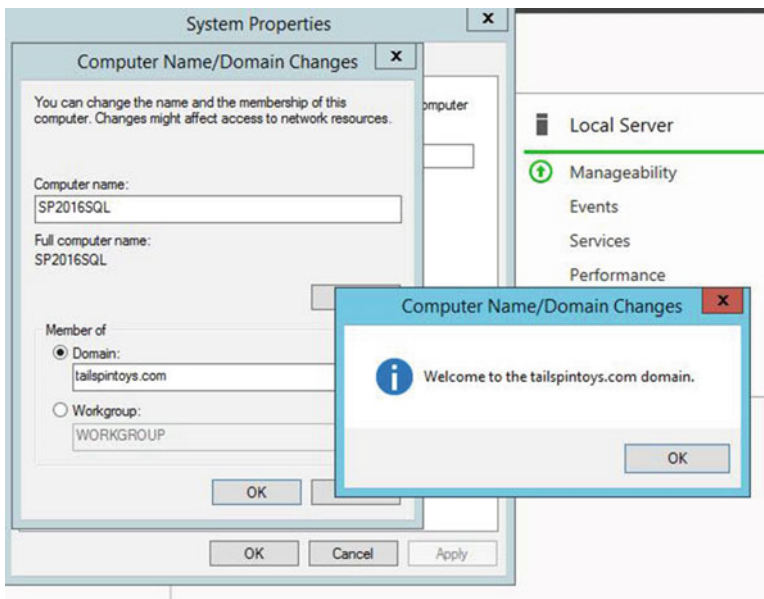 System Properties
x
Computer Name/Domain Changes
x
You can change the name and the membership of this
computer. Changes might affect access to network resources.
omputer
Computer name:
SP2016SQL
Full computer name:
SP2016SQL
Member of
Domain:
tailspintoys.com
Workgroup:
WORKGROUP
OK
OK
Cancel
Apply
Local Server
Manageability
Events
Services
Performance
Computer Name/Domain Changes
x
Welcome to the tailspintoys.com domain.
OK